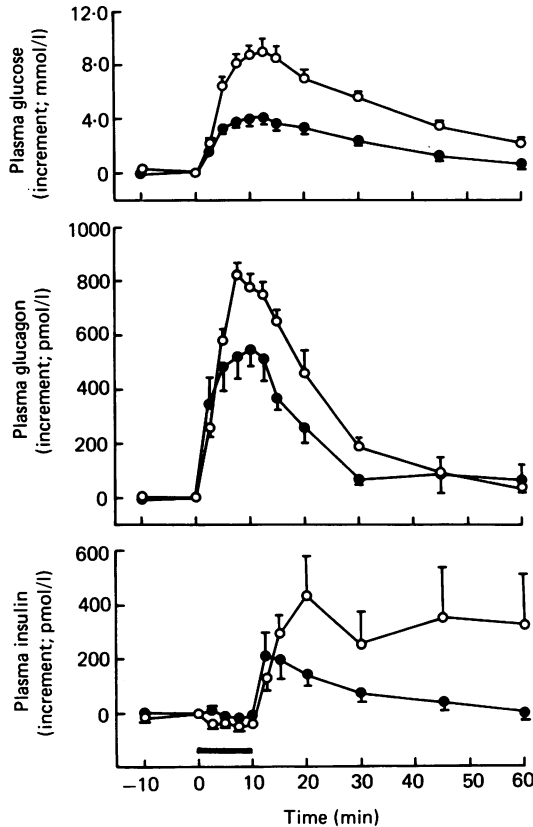 12·0
8·0
4·0
0
Plasma glucose
(increment; mmol/l)
1000
800
600
400
200
0
Plasma glucagon
(increment; pmol/l)
600
400
200
0
Plasma insulin
(increment; pmol/l)
−10 0 10 20 30 40 50 60
Time (min)